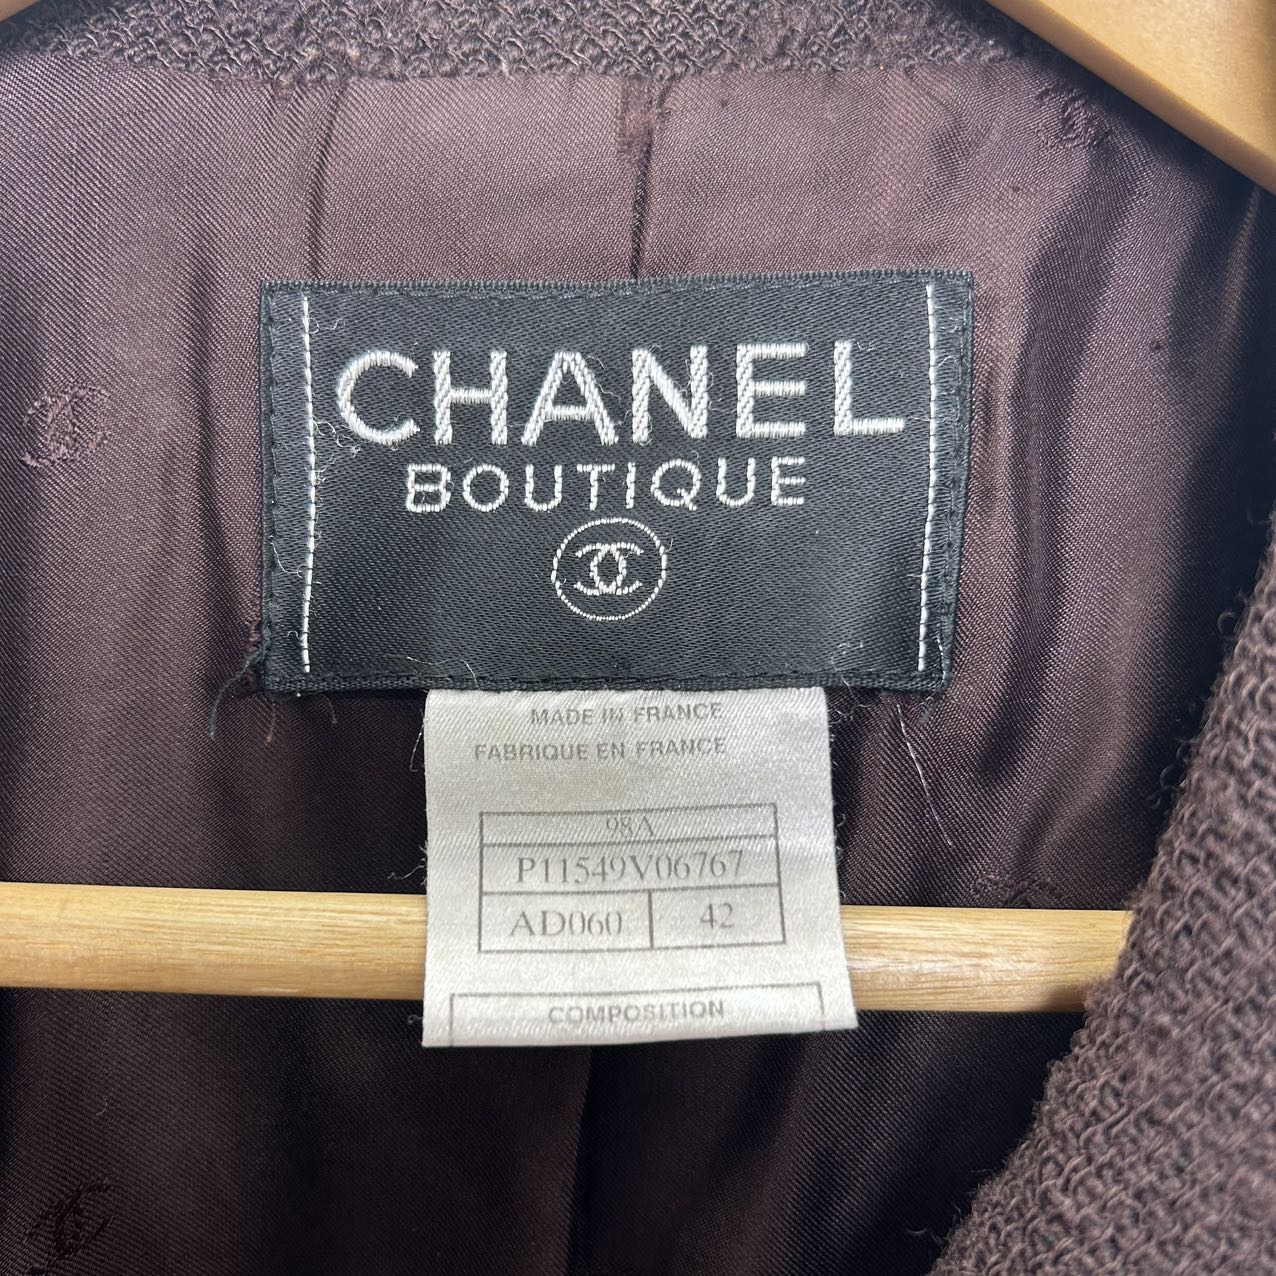 CHANEL
BOUTIQUE
MADE IN FRANCE
FABRIQUE EN FRANCE
98A
P11549V06767
AD060 42
COMPOSITION